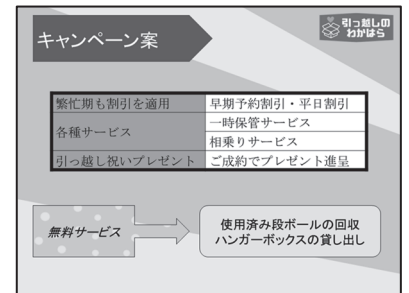 キャンペーン案
引っ越しの
わかはら
繁忙期も割引を適用
早期予約割引・平日割引
各種サービス
一時保管サービス
相乗りサービス
引っ越し祝いプレゼント
ご成約でプレゼント進呈
無料サービス
使用済み段ボールの回収
ハンガーボックスの貸し出し